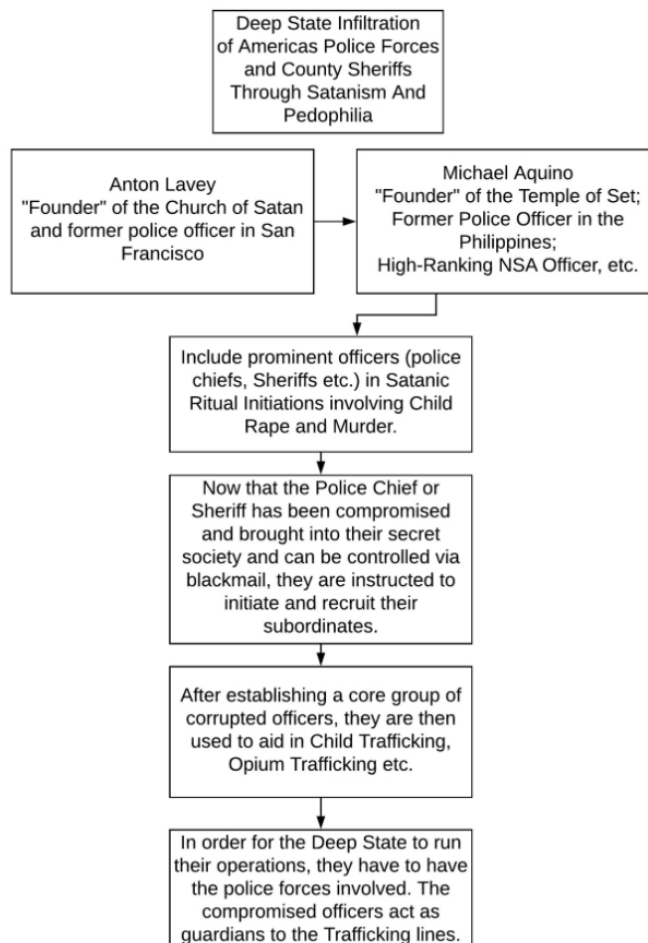 Deep State Infiltration
of Americas Police Forces
and County Sheriffs
Through Satanism And
Pedophilia
Anton Lavey
"Founder" of the Church of Satan
and former police officer in San
Francisco
Michael Aquino
"Founder" of the Temple of Set;
Former Police Officer in the
Philippines;
High-Ranking NSA Officer, etc.
Include prominent officers (police
chiefs, Sheriffs etc.) in Satanic
Ritual Initiations involving Child
Rape and Murder.
Now that the Police Chief or
Sheriff has been compromised
and brought into their secret
society and can be controlled via
blackmail, they are instructed to
initiate and recruit their
subordinates.
After establishing a core group of
corrupted officers, they are then
used to aid in Child Trafficking,
Opium Trafficking etc.
In order for the Deep State to run
their operations, they have to have
the police forces involved. The
compromised officers act as
guardians to the Trafficking lines.